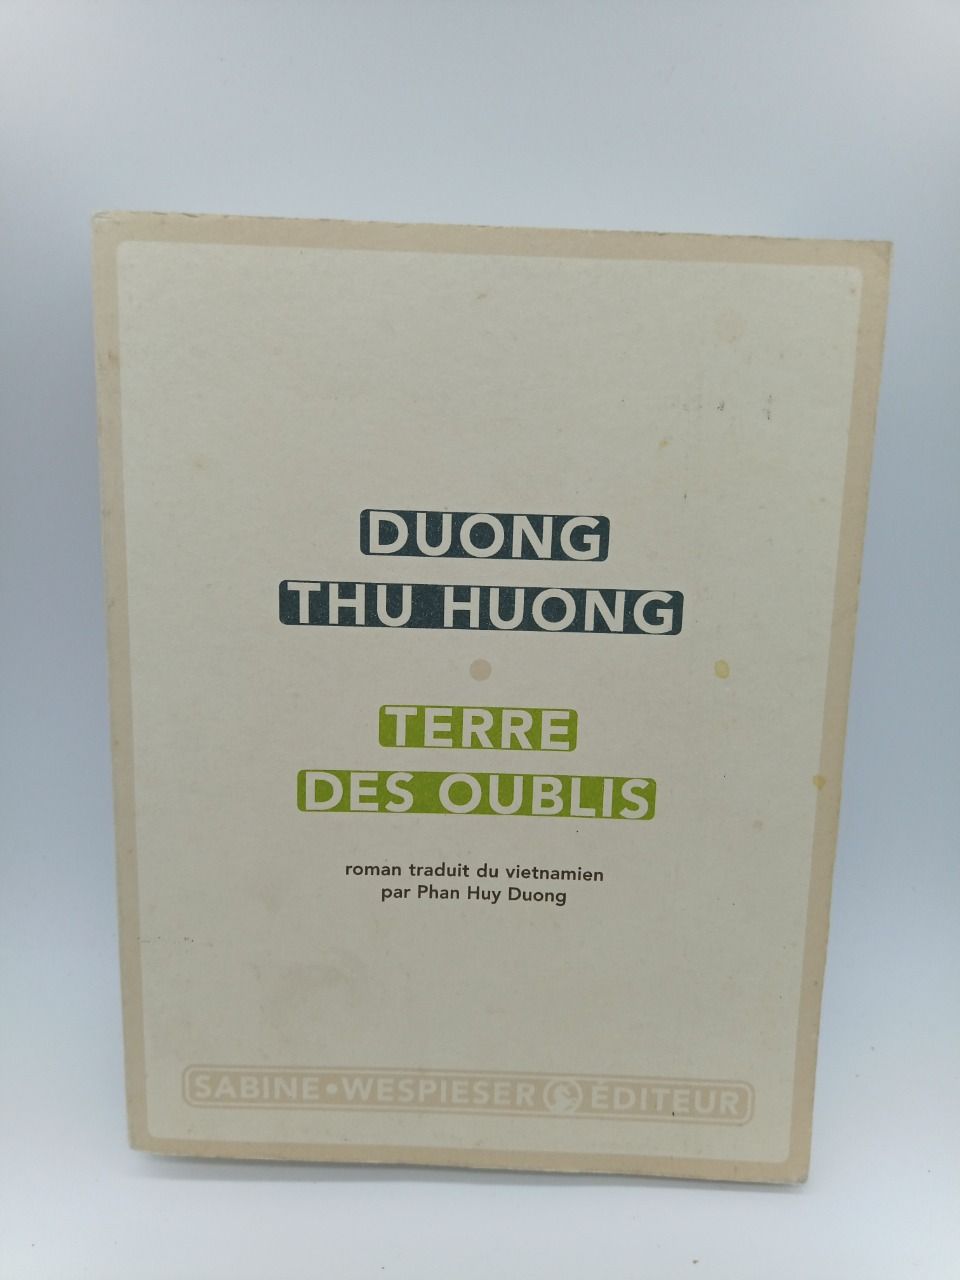 DUONG
THU HUONG
TERRE
DES OUBLIS
roman traduit du vietnamien
par Phan Huy Duong
SABINE•WESPIESER ÉDITEUR